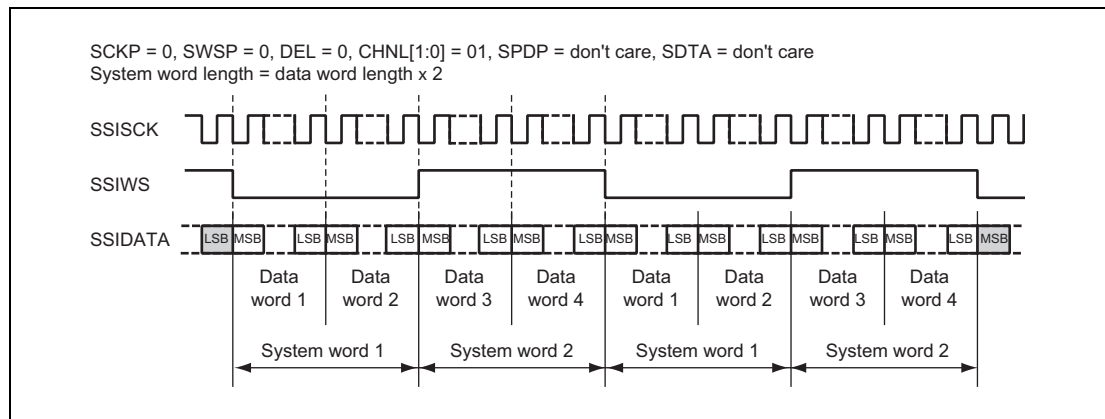 SCKP = 0, SWSP = 0, DEL = 0, CHNL[1:0] = 01, SPDP = don't care, SDTA = don't care
System word length = data word length x 2
SSISCK
SSIWS
SSIDATA LSB MSB LSB MSB LSB MSB LSB MSB LSB MSB LSB MSB LSB MSB LSB MSB LSB MSB
Data Data Data Data Data Data Data Data
word 1 word 2 word 3 word 4 word 1 word 2 word 3 word 4
System word 1 System word 2 System word 1 System word 2